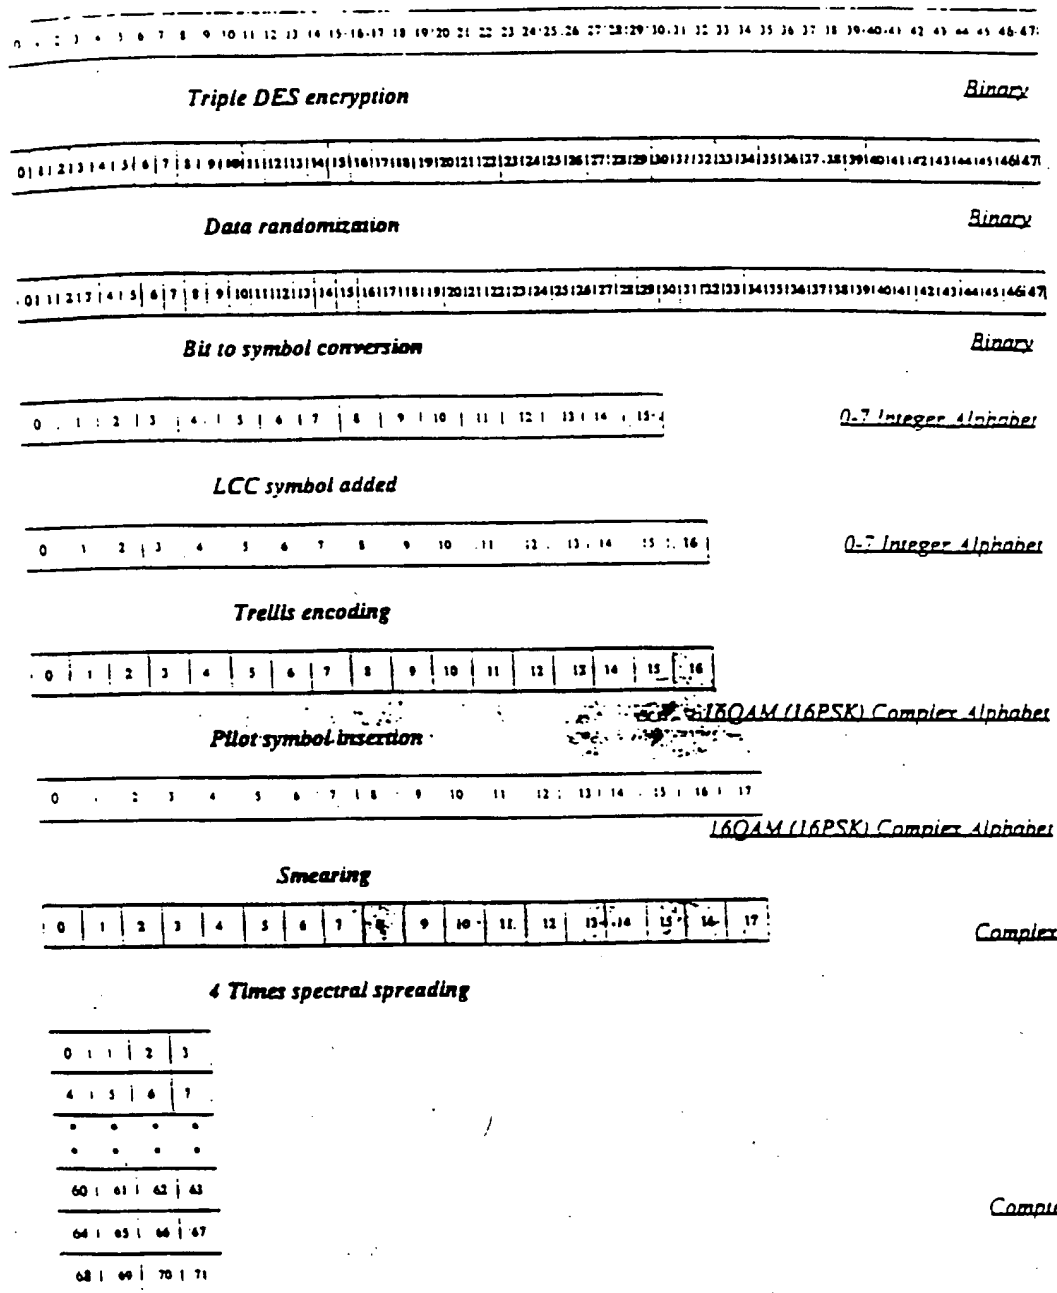 0 1 2 3 4 5 6 7 8 9 10 11 12 13 14 15 16 17 18 19 20 21 22 23 24 25 26 27 28 29 30 31 32 33 34 35 36 37 38 39 40 41 42 43 44 45 46 47
Triple DES encryption
Binary
0 1 2 3 4 5 6 7 8 9 10 11 12 13 14 15 16 17 18 19 20 21 22 23 24 25 26 27 28 29 30 31 32 33 34 35 36 37 38 39 40 41 42 43 44 45 46 47
Data randomization
Binary
0 1 2 3 4 5 6 7 8 9 10 11 12 13 14 15 16 17 18 19 20 21 22 23 24 25 26 27 28 29 30 31 32 33 34 35 36 37 38 39 40 41 42 43 44 45 46 47
Bit to symbol conversion
Binary
0 1 2 3 4 5 6 7 8 9 10 11 12 13 14 15
0-7 Integer Alphabet
LCC symbol added
0 1 2 3 4 5 6 7 8 9 10 11 12 13 14 15 16
0-7 Integer Alphabet
Trellis encoding
0 1 2 3 4 5 6 7 8 9 10 11 12 13 14 15 16
16QAM (16PSK) Complex Alphabet
Pilot symbol insertion
0 2 3 4 5 6 7 8 9 10 11 12 13 14 15 16 17
16QAM (16PSK) Complex Alphabet
Smearing
0 1 2 3 4 5 6 7 8 9 10 11 12 13 14 15 16 17
Complex
4 Times spectral spreading
0 1 2 3
4 5 6 7
60 61 62 63
64 65 66 67
68 69 70 71